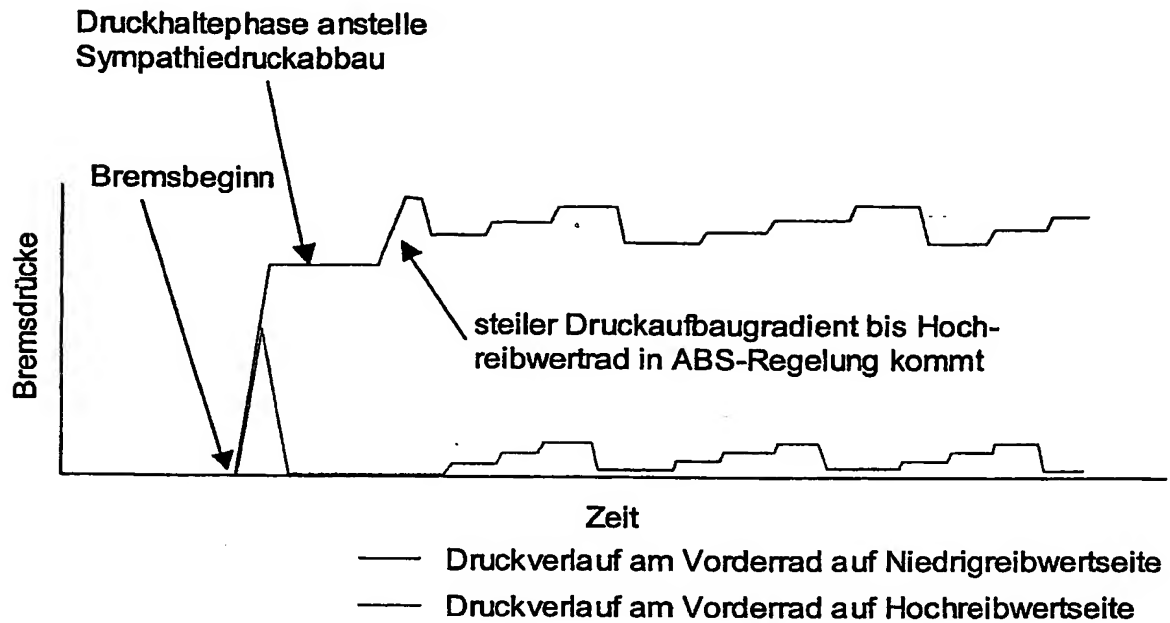 Druckhaltephase anstelle
Sympathiedruckabbau
Bremsbeginn
Bremsdrücke
steiler Druckaufbaugradient bis Hoch-
reibwertrad in ABS-Regelung kommt
Zeit
Druckverlauf am Vorderrad auf Niedrigreibwertseite
Druckverlauf am Vorderrad auf Hochreibwertseite